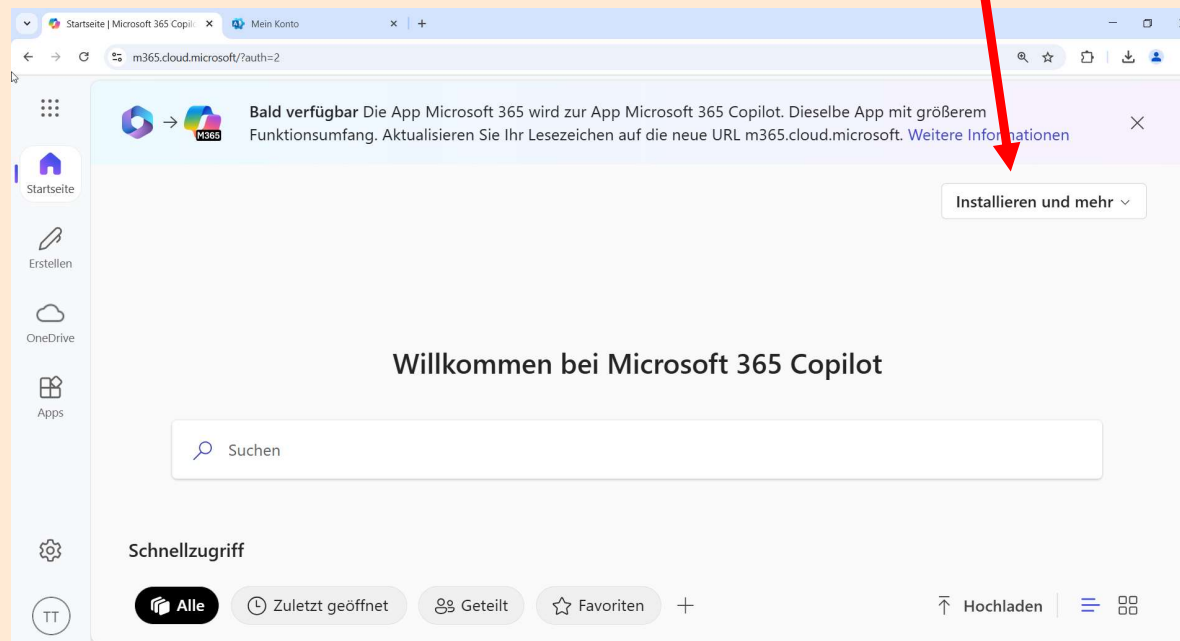 Startseite | Microsoft 365 Copilo
Mein Konto
m365.cloud.microsoft/?auth=2
M365
Bald verfügbar Die App Microsoft 365 wird zur App Microsoft 365 Copilot. Dieselbe App mit größerem
Funktionsumfang. Aktualisieren Sie Ihr Lesezeichen auf die neue URL m365.cloud.microsoft. Weitere Informationen
Startseite
Installieren und mehr
Erstellen
OneDrive
Willkommen bei Microsoft 365 Copilot
Apps
Suchen
Schnellzugriff
TT
Alle
Zuletzt geöffnet
Geteilt
Favoriten
Hochladen